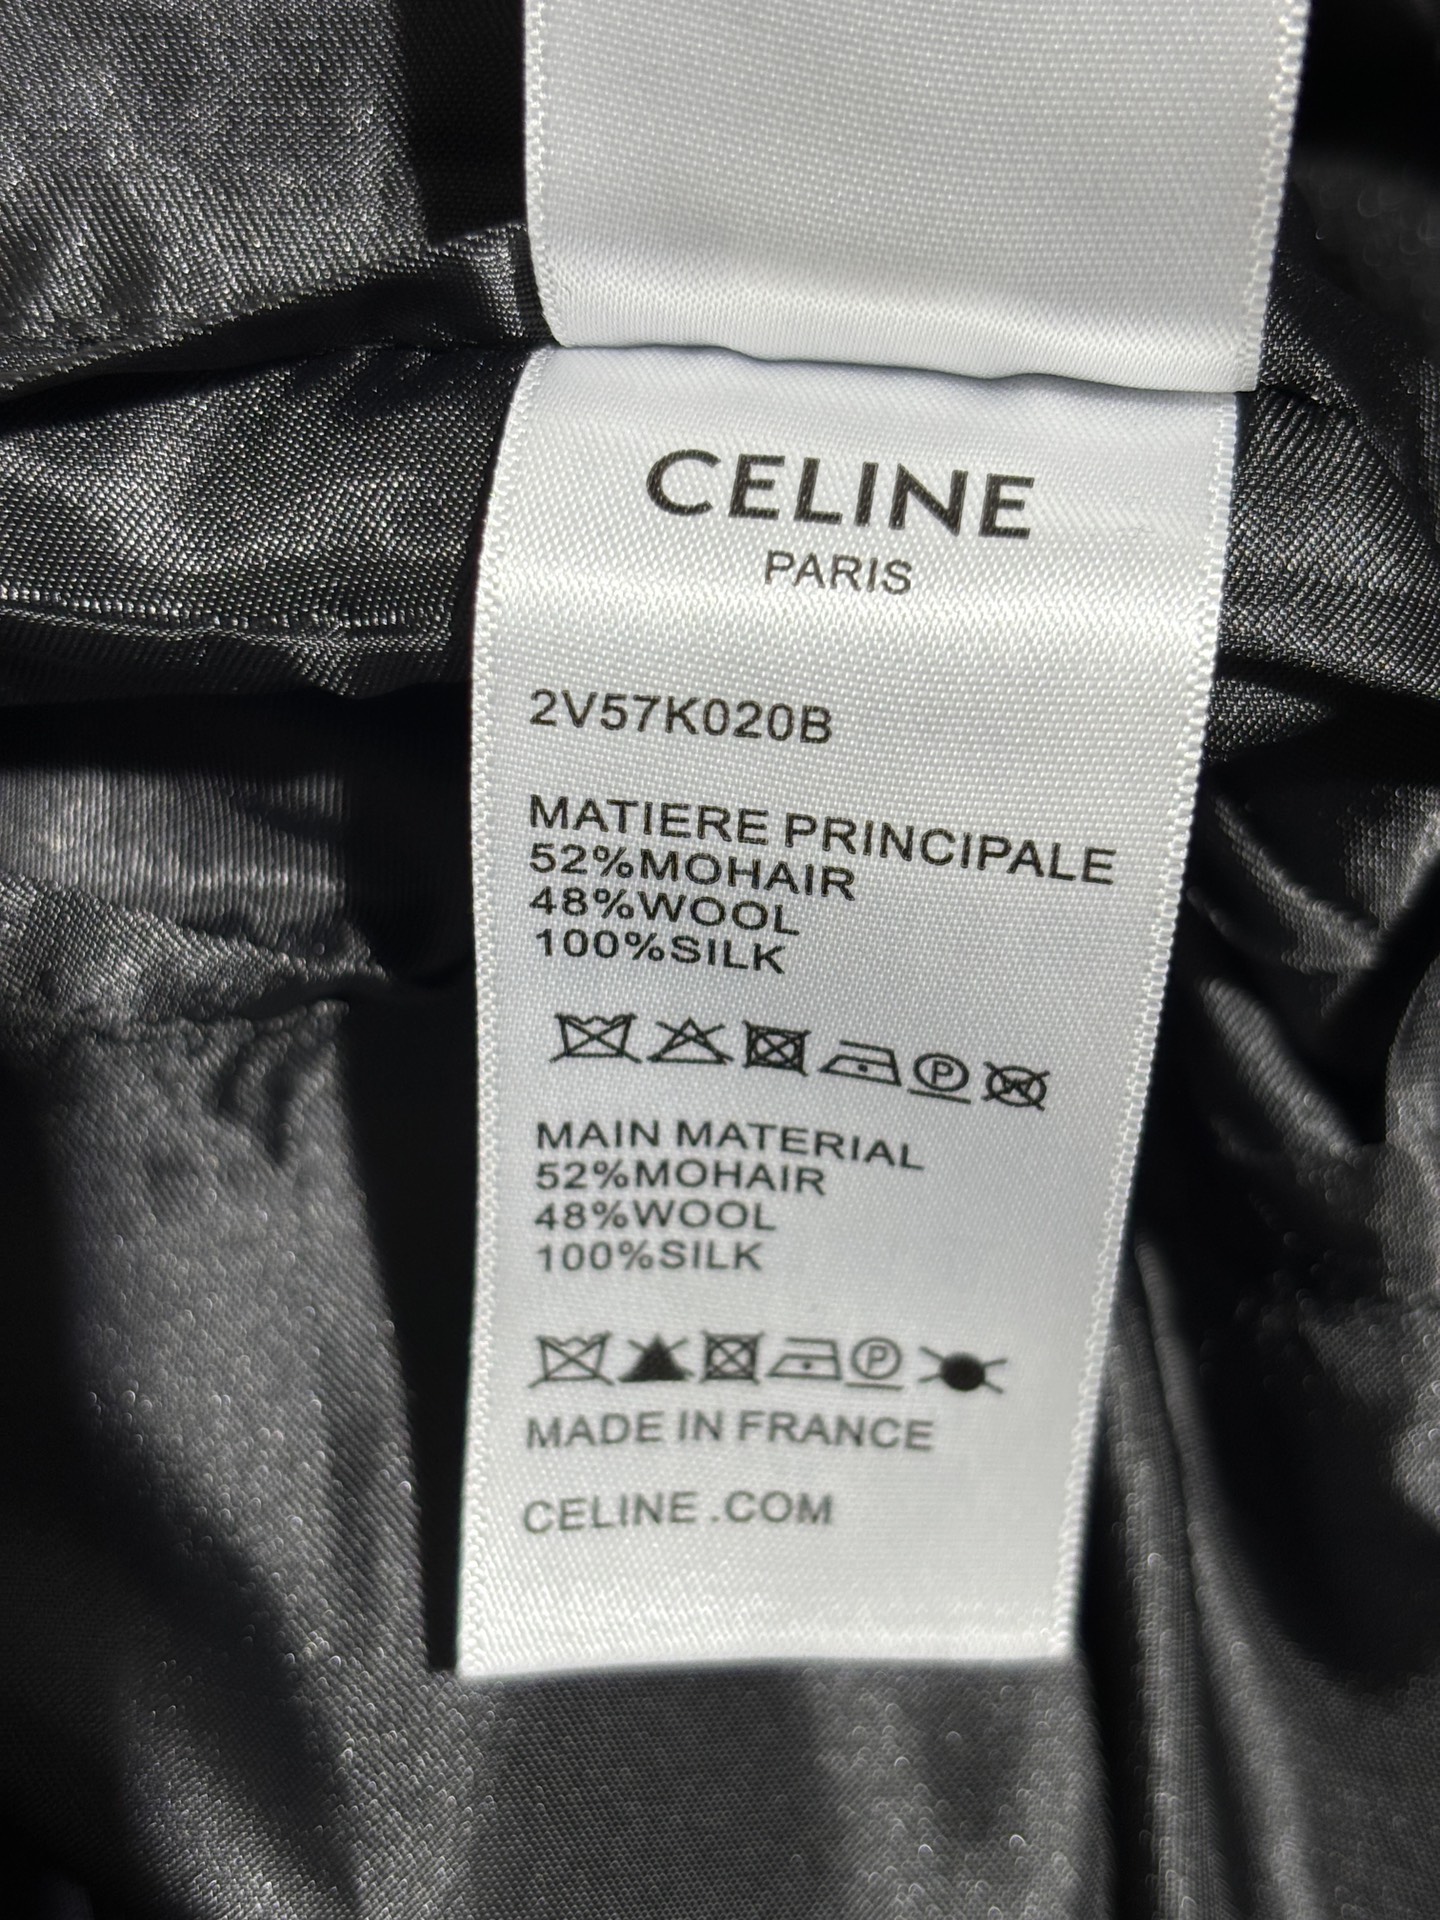 CELINE
PARIS
2V57K020B
MATIERE PRINCIPALE
52%MOHAIR
48%WOOL
100%SILK
P W
MAIN MATERIAL
52%MOHAIR
48%WOOL
100%SILK
P
MADE IN FRANCE
CELINE .COM